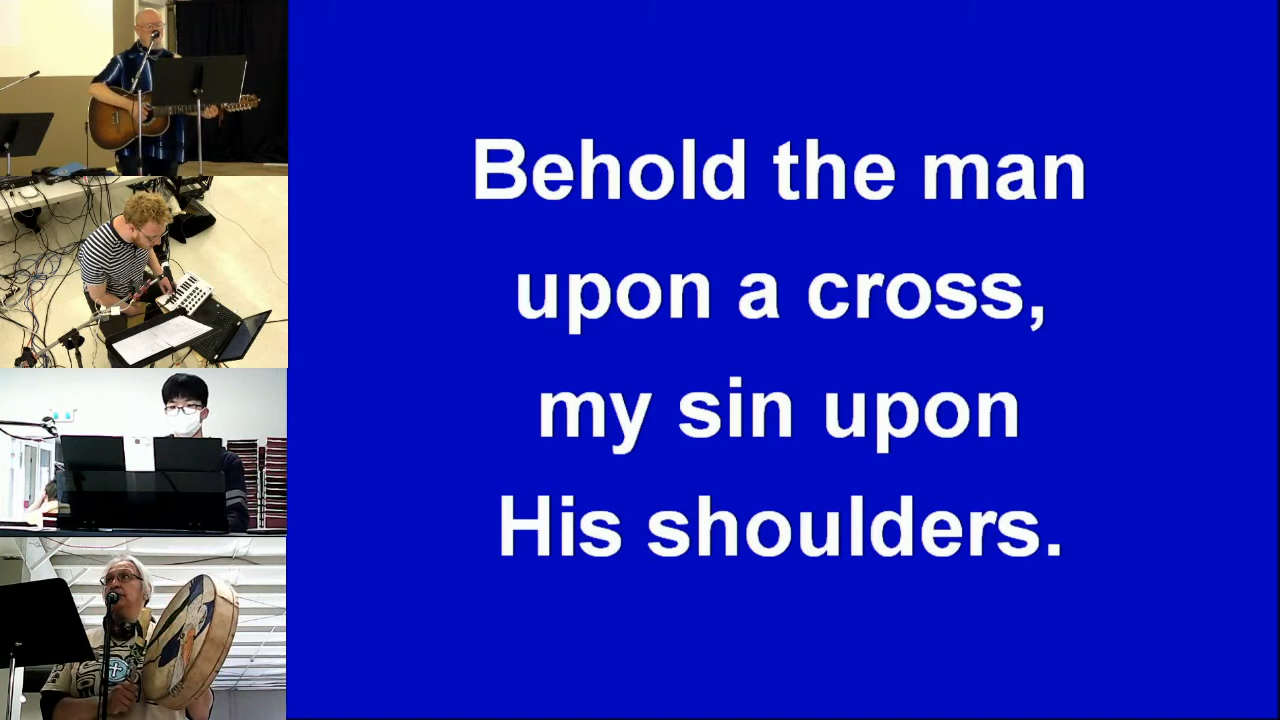 Behold the man
upon a cross,
my sin upon
His shoulders.